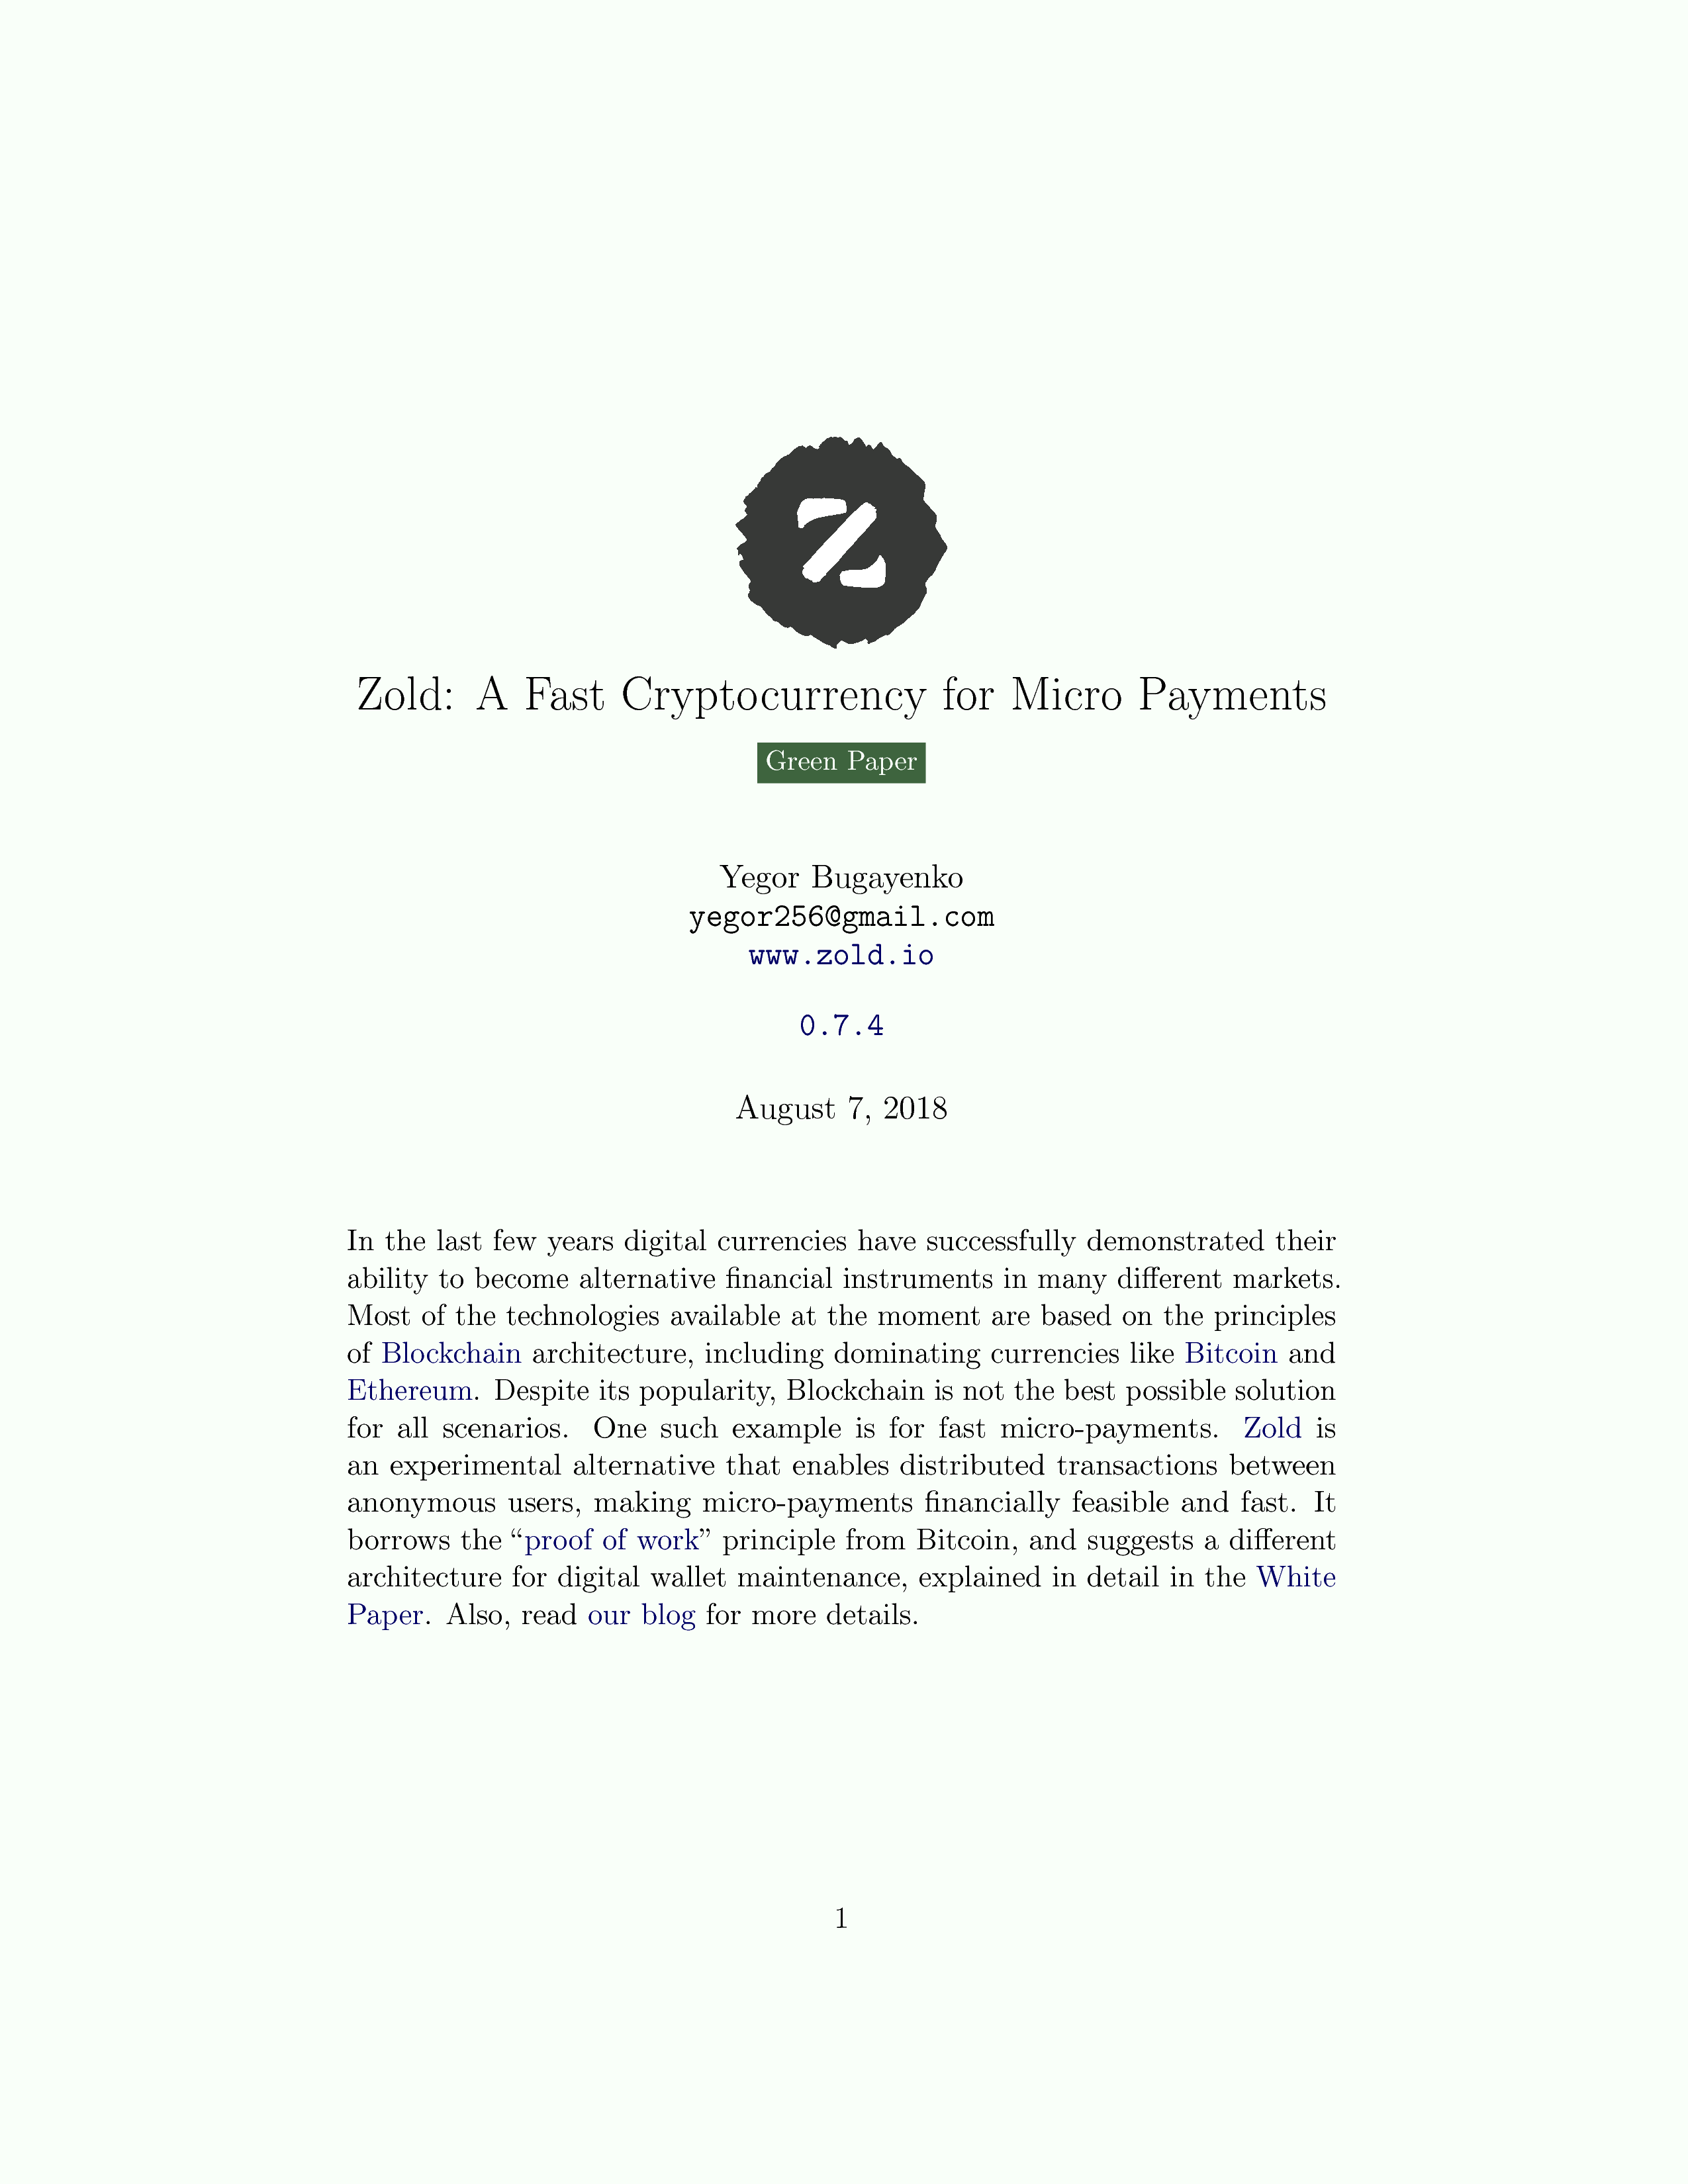 Z
Zold: A Fast Cryptocurrency for Micro Payments
Green Paper
Yegor Bugayenko
yegor256@gmail.com
www.zold.io
0.7.4
August 7, 2018
In the last few years digital currencies have successfully demonstrated their
ability to become alternative financial instruments in many different markets.
Most of the technologies available at the moment are based on the principles
of Blockchain architecture, including dominating currencies like Bitcoin and
Ethereum. Despite its popularity, Blockchain is not the best possible solution
for all scenarios. One such example is for fast micro-payments. Zold is
an experimental alternative that enables distributed transactions between
anonymous users, making micro-payments financially feasible and fast. It
borrows the “proof of work” principle from Bitcoin, and suggests a different
architecture for digital wallet maintenance, explained in detail in the White
Paper. Also, read our blog for more details.
1